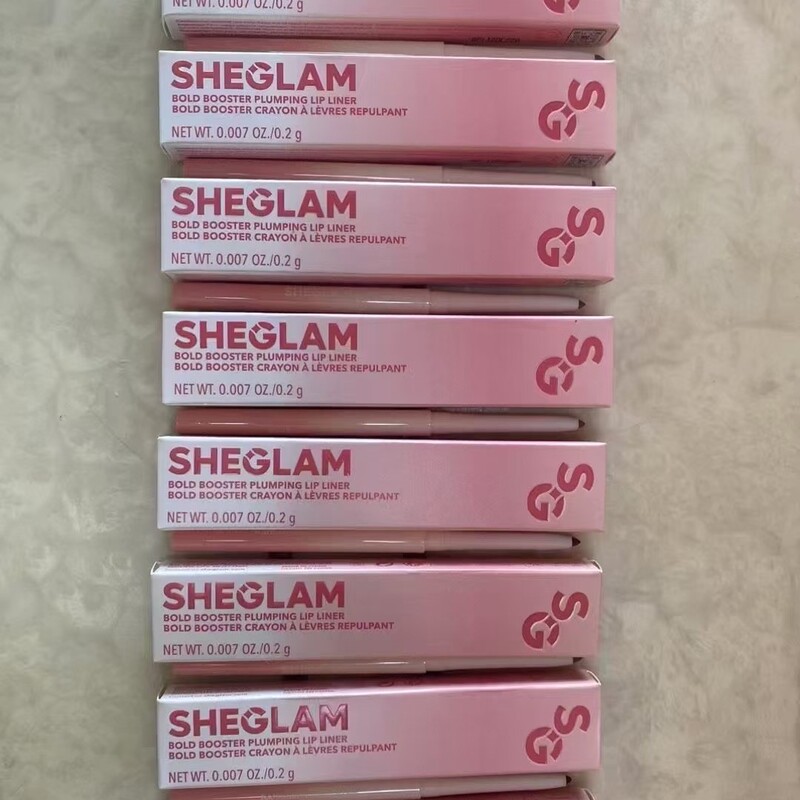 NET WT. 0.007 OZ./0.2 g
SHEGLAM
BOLD BOOSTER PLUMPING LIP LINER
BOLD BOOSTER CRAYON À LÈVRES REPULPANT
NET WT. 0.007 OZ./0.2 g
SG
SHEGLAM
BOLD BOOSTER PLUMPING LIP LINER
BOLD BOOSTER CRAYON À LÈVRES REPULPANT
NET WT. 0.007 OZ./0.2 g
SG
SHEGLAM
BOLD BOOSTER PLUMPING LIP LINER
BOLD BOOSTER CRAYON À LÈVRES REPULPANT
NET WT. 0.007 OZ./0.2 g
SG
SHEGLAM
BOLD BOOSTER PLUMPING LIP LINER
BOLD BOOSTER CRAYON À LÈVRES REPULPANT
NET WT. 0.007 OZ./0.2 g
SG
SHEGLAM
BOLD BOOSTER PLUMPING LIP LINER
BOLD BOOSTER CRAYON À LÈVRES REPULPANT
NET WT. 0.007 OZ./0.2 g
SG
SHEGLAM
BOLD BOOSTER PLUMPING LIP LINER
BOLD BOOSTER CRAYON À LÈVRES REPULPANT
NET WT. 0.007 OZ./0.2 g
SG